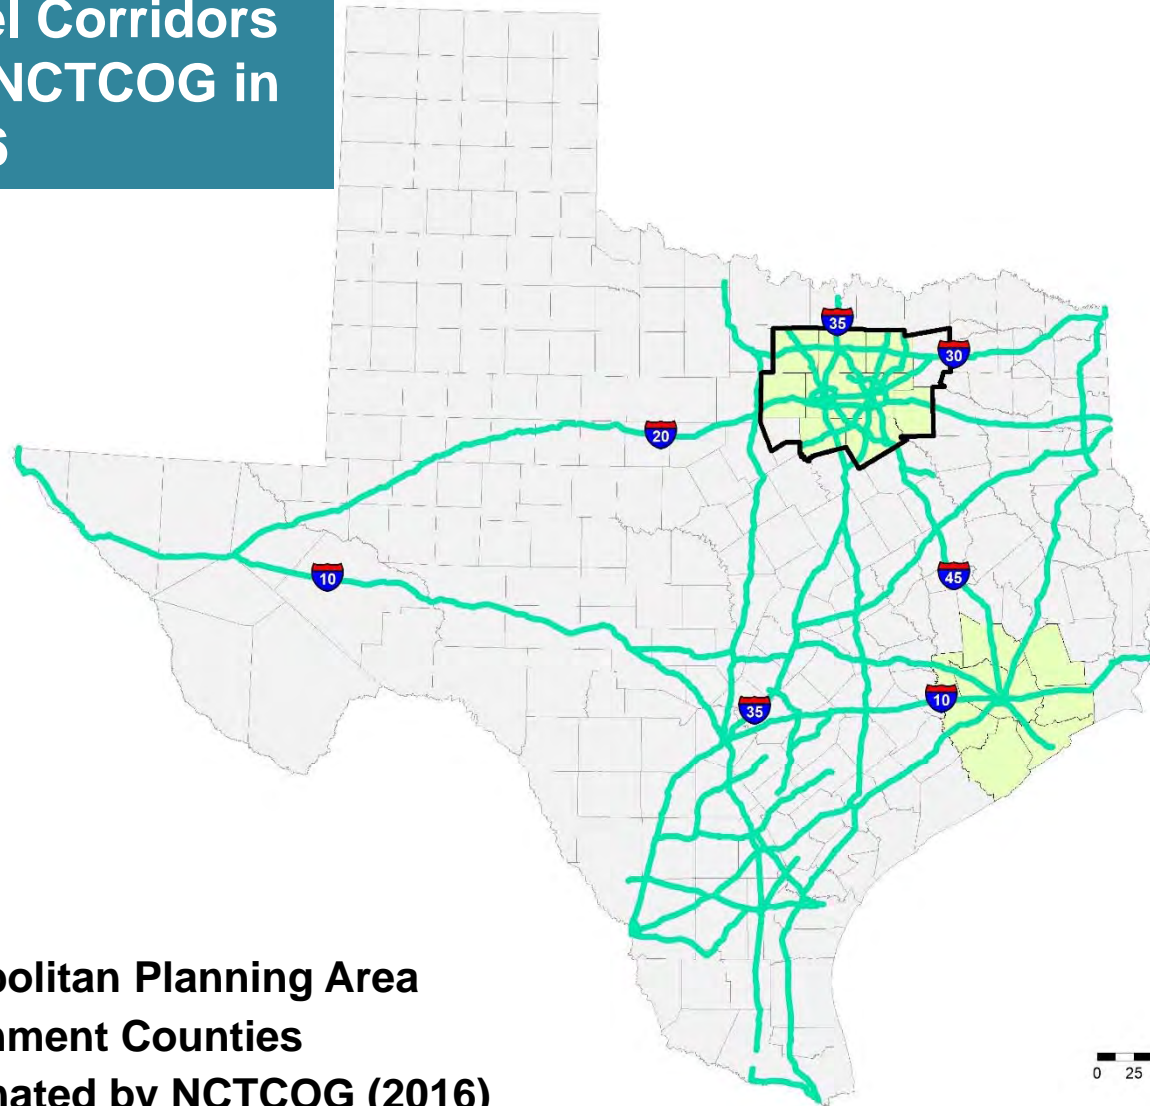 el Corridors
NCTCOG in
6
35
30
20
10
45
10
35
politan Planning Area
nment Counties
nated by NCTCOG (2016)
0 25